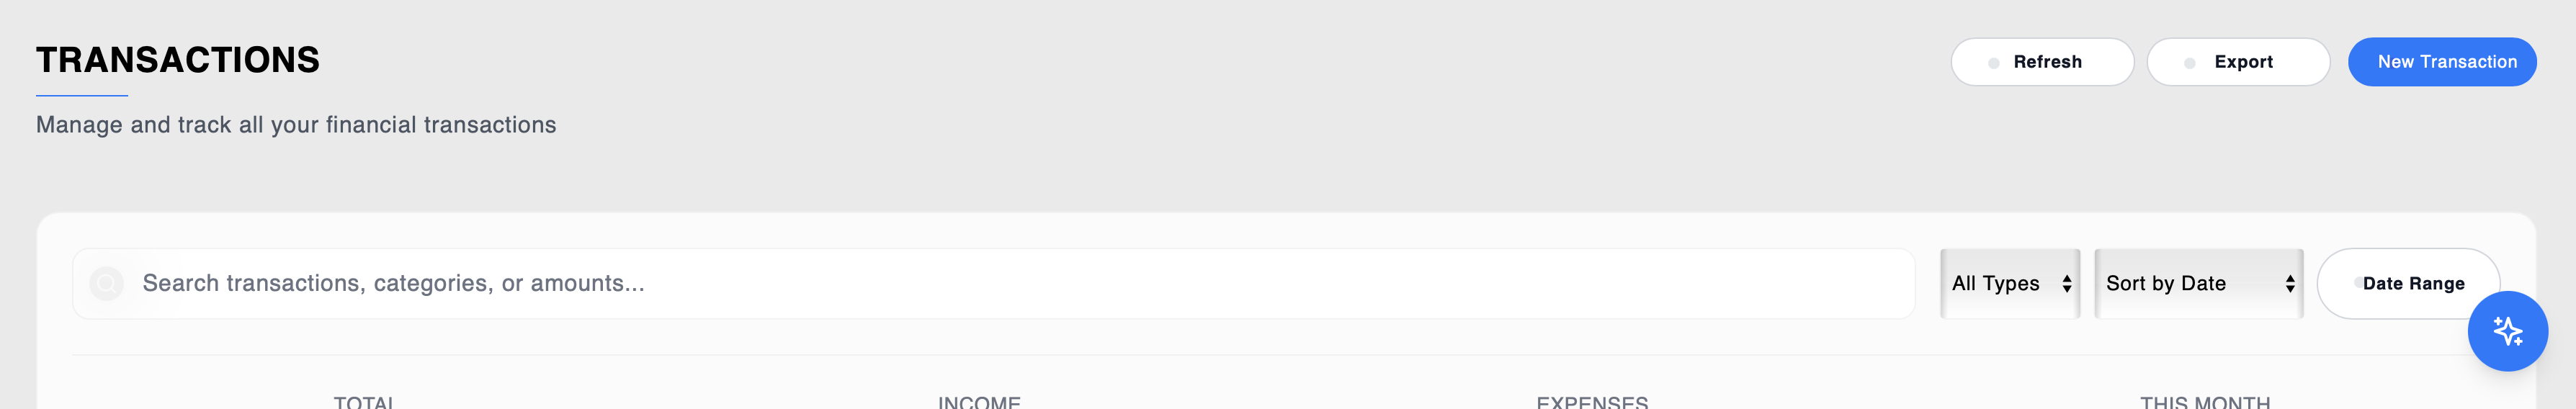 TRANSACTIONS
Refresh
Export
New Transaction
Manage and track all your financial transactions
Search transactions, categories, or amounts...
All Types
Sort by Date
Date Range
TOTAL
INCOME
EXPENSES
THIS MONTH